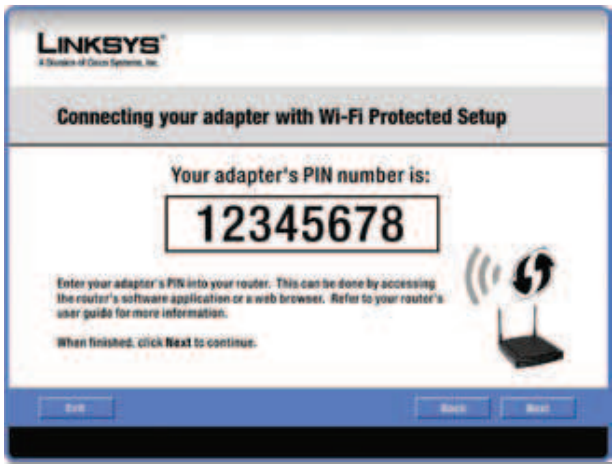 LINKSYS®
A Division of Cisco Systems, Inc.
Connecting your adapter with Wi-Fi Protected Setup
Your adapter's PIN number is:
12345678
Enter your adapter's PIN into your router. This can be done by accessing
the router's software application or a web browser. Refer to your router's
user guide for more information.
When finished, click Next to continue.
Exit
Back
Next